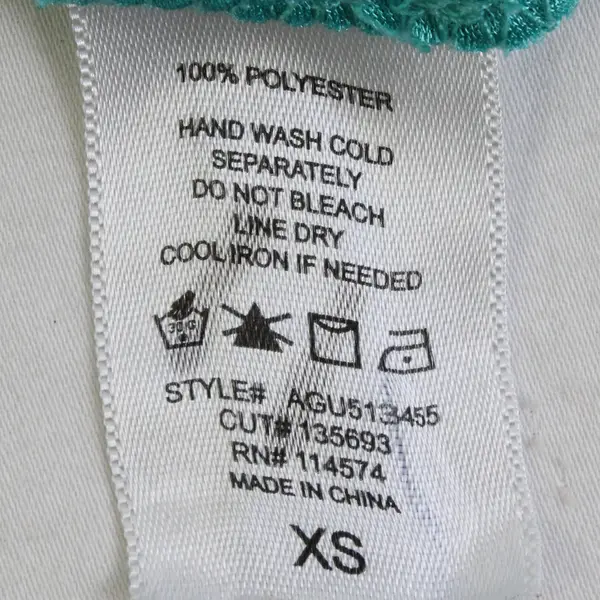 100% POLYESTER
HAND WASH COLD
SEPARATELY
DO NOT BLEACH
LINE DRY
COOL IRON IF NEEDED
30°C
STYLE# AGU513455
CUT# 135693
RN# 114574
MADE IN CHINA
XS